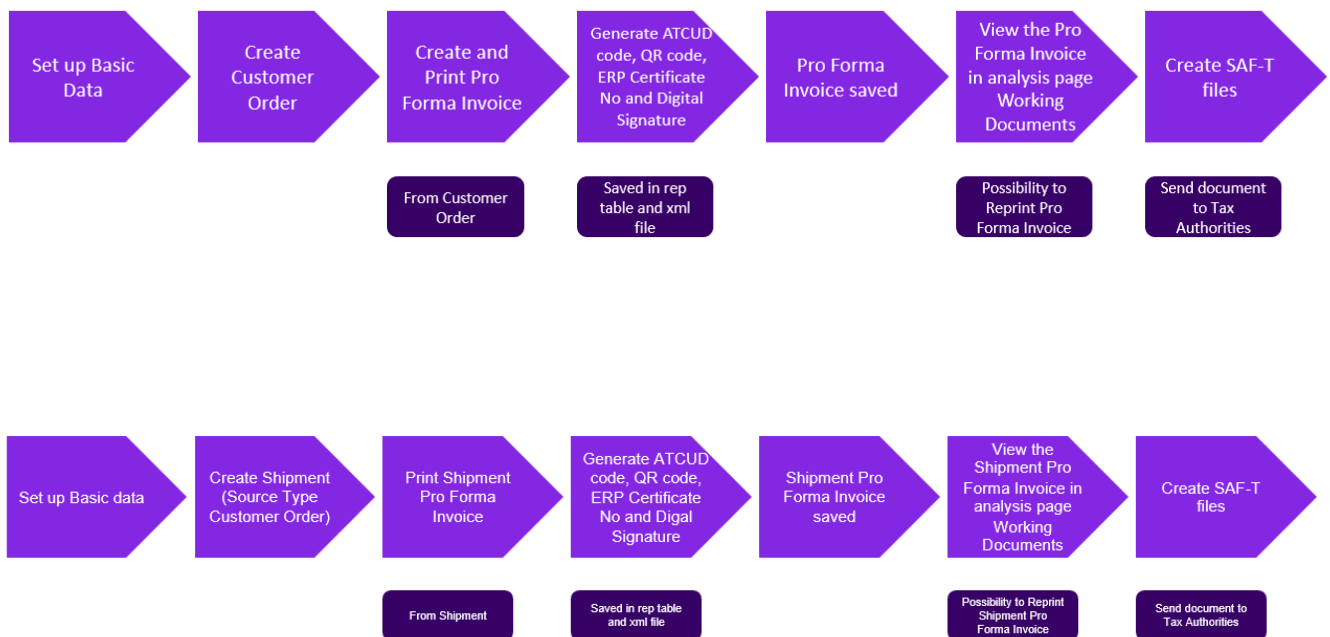 Set up Basic
Data
Create
Customer
Order
Create and
Print Pro
Forma Invoice
Generate ATCUD
code, QR code,
ERP Certificate
No and Digital
Signature
Pro Forma
Invoice saved
View the Pro
Forma Invoice
in analysis page
Working
Documents
Create SAF-T
files
From Customer
Order
Saved in rep
table and xml
file
Possibility to
Reprint Pro
Forma Invoice
Send document
to Tax
Authorities
Set up Basic data
Create Shipment
(Source Type
Customer Order)
Print Shipment
Pro Forma
Invoice
Generate ATCUD
code, QR code,
ERP Certificate
No and Digal
Signature
Shipment Pro
Forma Invoice
saved
View the
Shipment Pro
Forma Invoice in
analysis page
Working
Documents
Create SAF-T
files
From Shipment
Saved in rep table
and xml file
Possibility to Reprint
Shipment Pro
Forma Invoice
Send document to
Tax Authorities